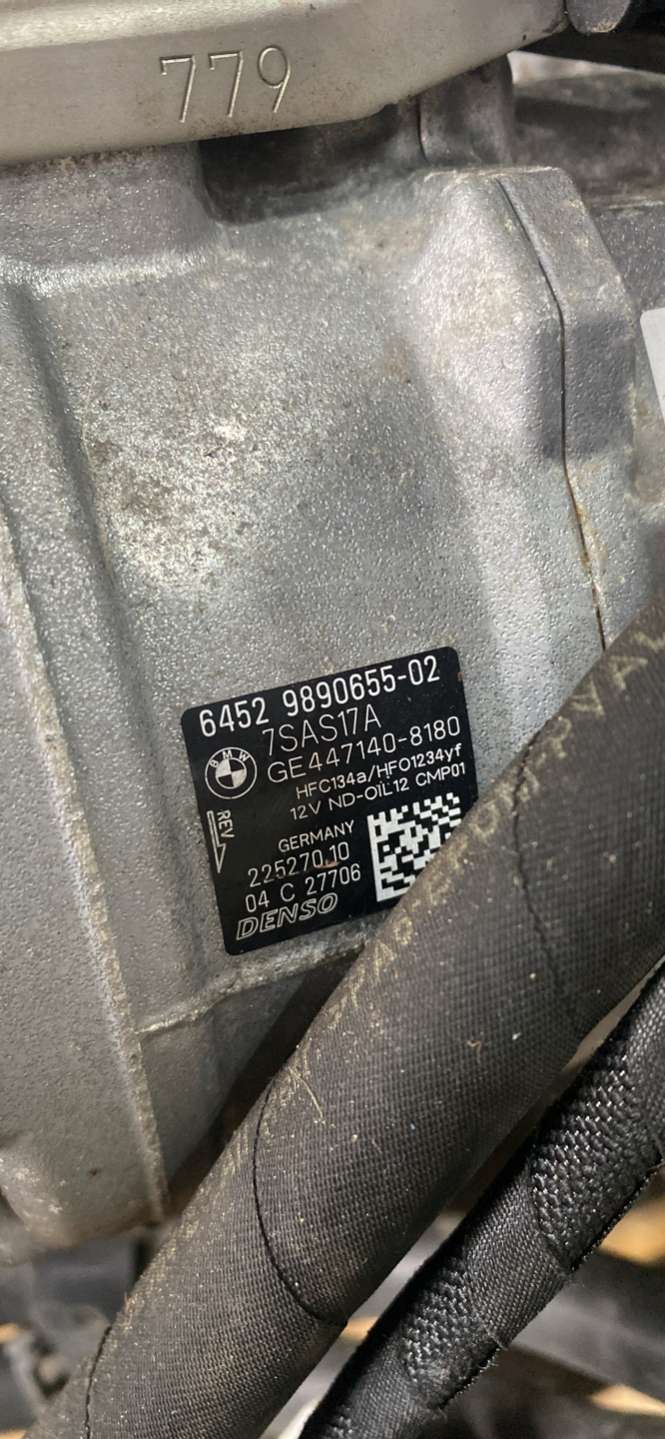 779
6452 9890655-02
7SAS17A
BMW
GE447140-8180
HFC134a/HFO1234yf
12V ND-OIL12 CMP01
REV
GERMANY
225270.10
04 C 27706
DENSO